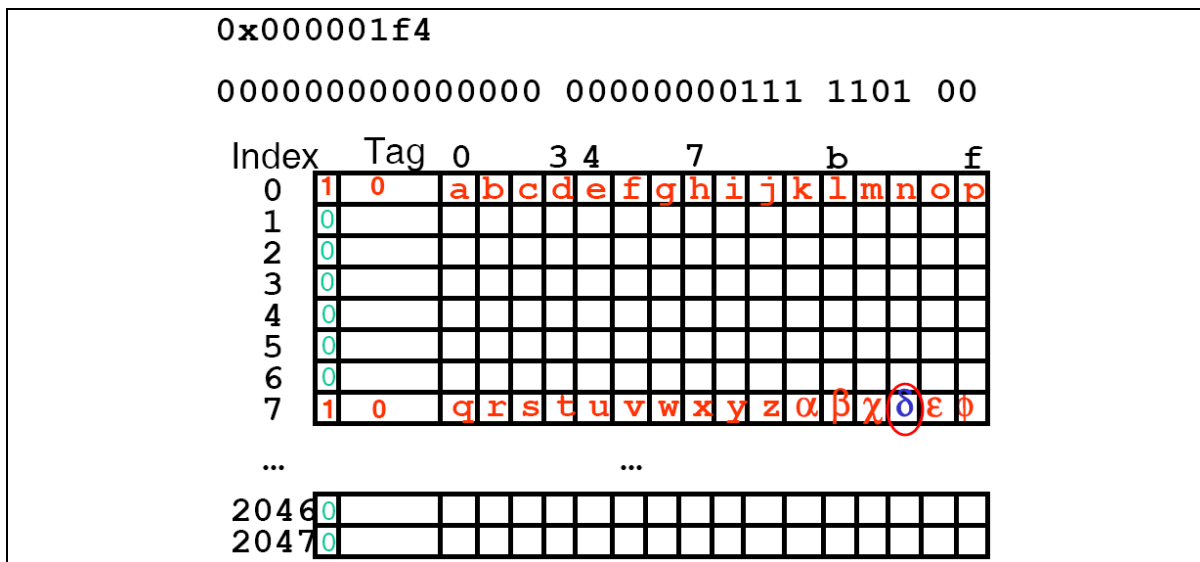 0x000001f4
000000000000000 00000000111 1101 00
Index Tag 0 3 4 7 b f
0 1 0 a b c d e f g h i j k l m n o p
1 0
2 0
3 0
4 0
5 0
6 0
7 1 0 q r s t u v w x y z α β χ δ ε ϕ
... ...
2046 0
2047 0